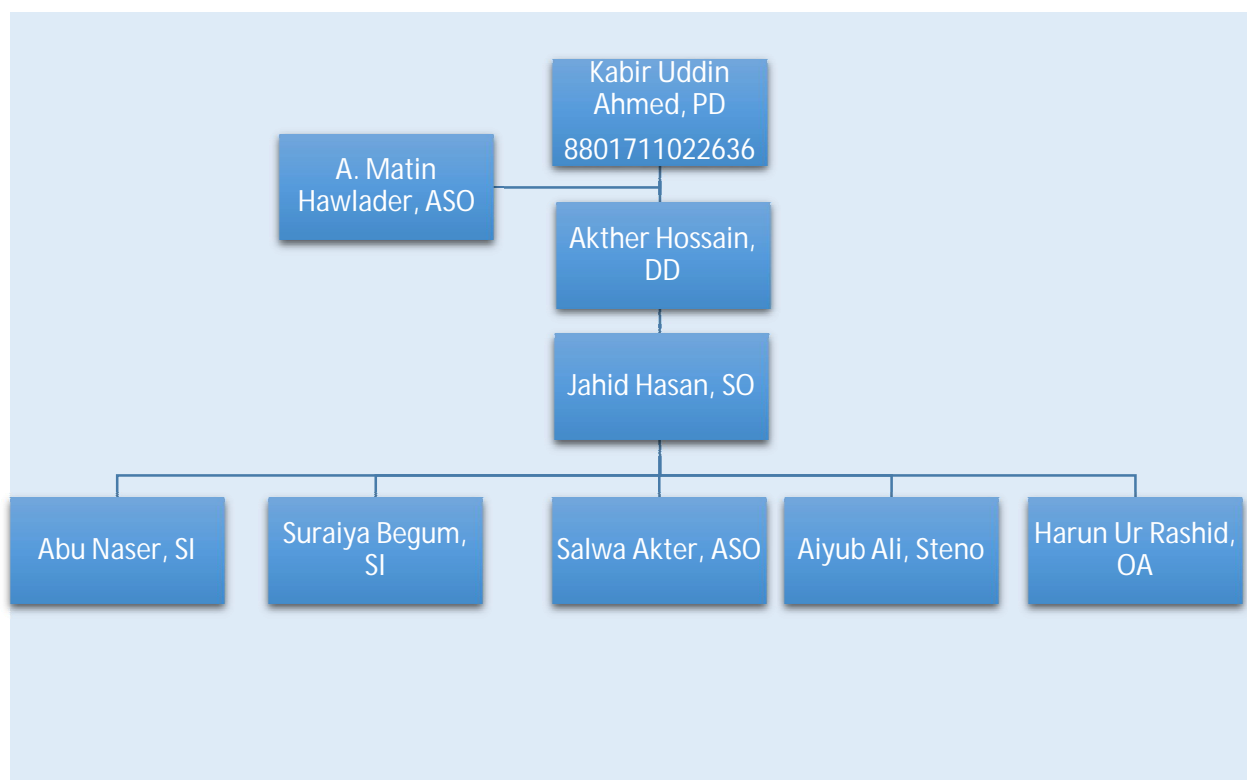 Kabir Uddin
Ahmed, PD
8801711022636
A. Matin
Hawlader, ASO
Akther Hossain,
DD
Jahid Hasan, SO
Abu Naser, SI
Suraiya Begum,
SI
Salwa Akter, ASO
Aiyub Ali, Steno
Harun Ur Rashid,
OA